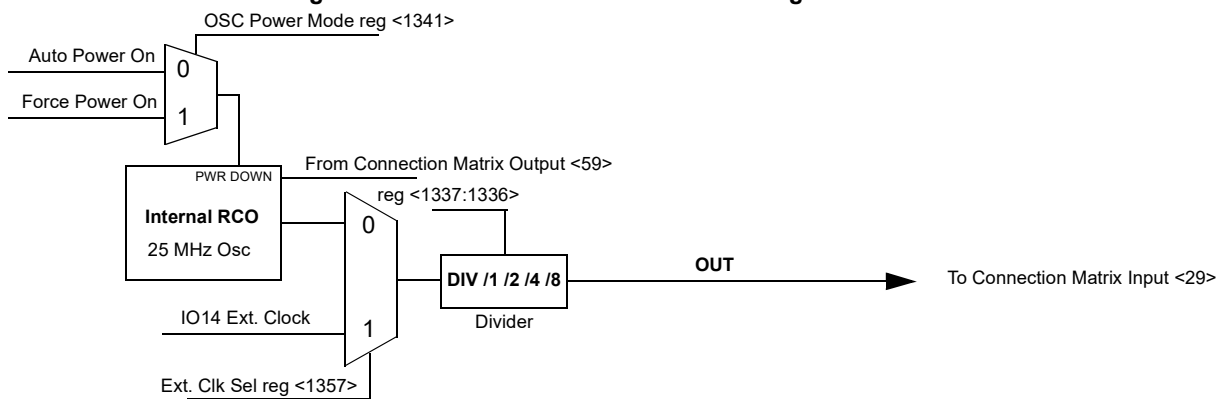 OSC Power Mode reg <1341>
Auto Power On
0
Force Power On
1
PWR DOWN
From Connection Matrix Output <59>
reg <1337:1336>
Internal RCO
0
25 MHz Osc
DIV /1 /2 /4 /8
OUT
To Connection Matrix Input <29>
IO14 Ext. Clock
1
Divider
Ext. Clk Sel reg <1357>